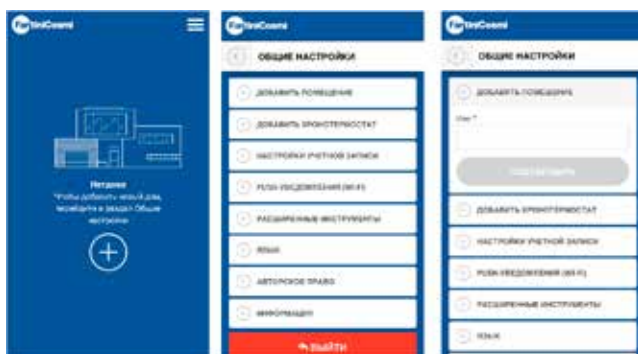 FantiniCosmi
Чтобы добавить новый дом,
перейдите в раздел Общие
настройки
FantiniCosmi
ОБЩИЕ НАСТРОЙКИ
ДОБАВИТЬ ПОМЕЩЕНИЕ
ДОБАВИТЬ ХРОНОТЕРМОСТАТ
НАСТРОЙКИ УЧЕТНОЙ ЗАПИСИ
PUSH-УВЕДОМЛЕНИЯ (WI-FI)
РАСШИРЕННЫЕ ИНСТРУМЕНТЫ
ЯЗЫК
АВТОРСКОЕ ПРАВО
ИНФОРМАЦИЯ
ВЫЙТИ
FantiniCosmi
ОБЩИЕ НАСТРОЙКИ
ДОБАВИТЬ ПОМЕЩЕНИЕ
Имя *
ДОБАВИТЬ ХРОНОТЕРМОСТАТ
НАСТРОЙКИ УЧЕТНОЙ ЗАПИСИ
PUSH-УВЕДОМЛЕНИЯ (WI-FI)
РАСШИРЕННЫЕ ИНСТРУМЕНТЫ
ЯЗЫК